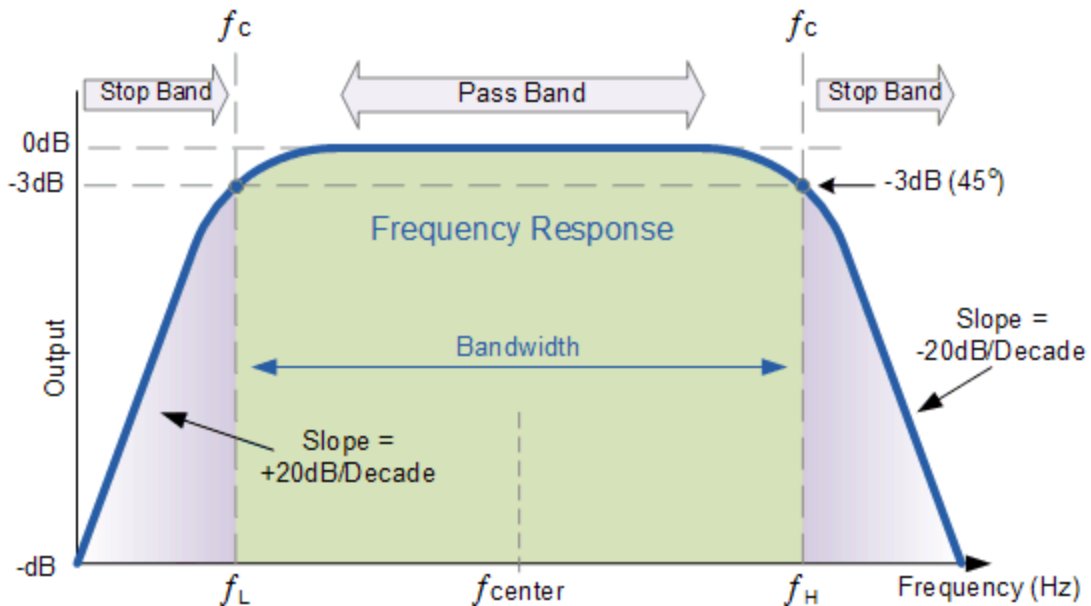 fC
fC
Stop Band
Pass Band
Stop Band
0dB
-3dB
-3dB (45°)
Frequency Response
Output
Bandwidth
Slope =
-20dB/Decade
Slope =
+20dB/Decade
-dB
fL
fcenter
fH
Frequency (Hz)